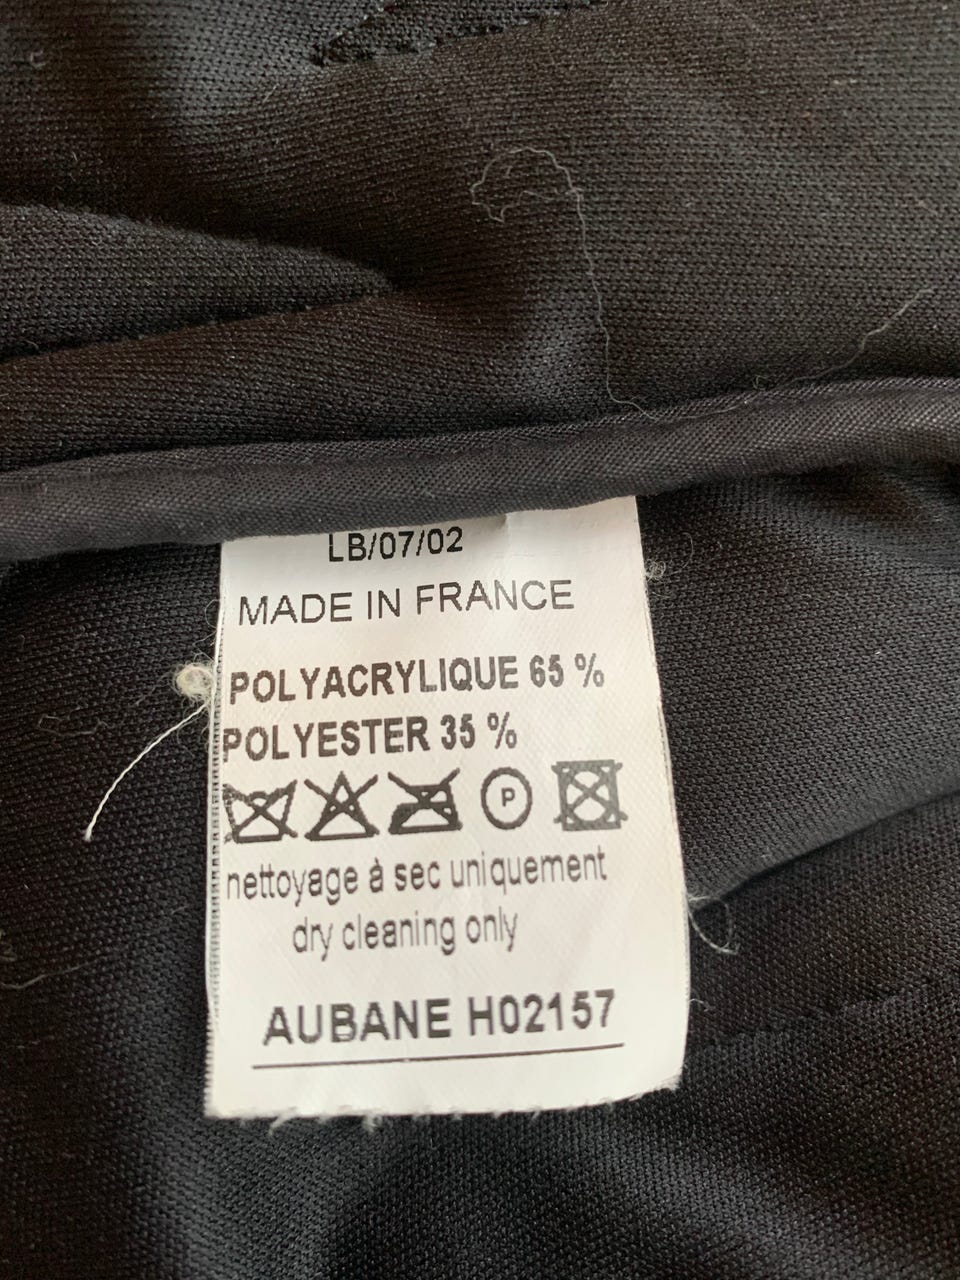 LB/07/02
MADE IN FRANCE
POLYACRYLIQUE 65 %
POLYESTER 35 %
P
nettoyage à sec uniquement
dry cleaning only
AUBANE H02157